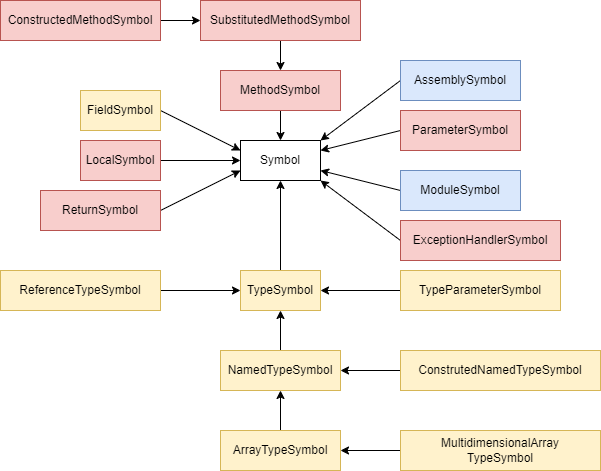 ConstructedMethodSymbol
SubstitutedMethodSymbol
MethodSymbol
AssemblySymbol
FieldSymbol
ParameterSymbol
LocalSymbol
Symbol
ModuleSymbol
ReturnSymbol
ExceptionHandlerSymbol
ReferenceTypeSymbol
TypeSymbol
TypeParameterSymbol
NamedTypeSymbol
ConstrutedNamedTypeSymbol
ArrayTypeSymbol
MultidimensionalArray
TypeSymbol